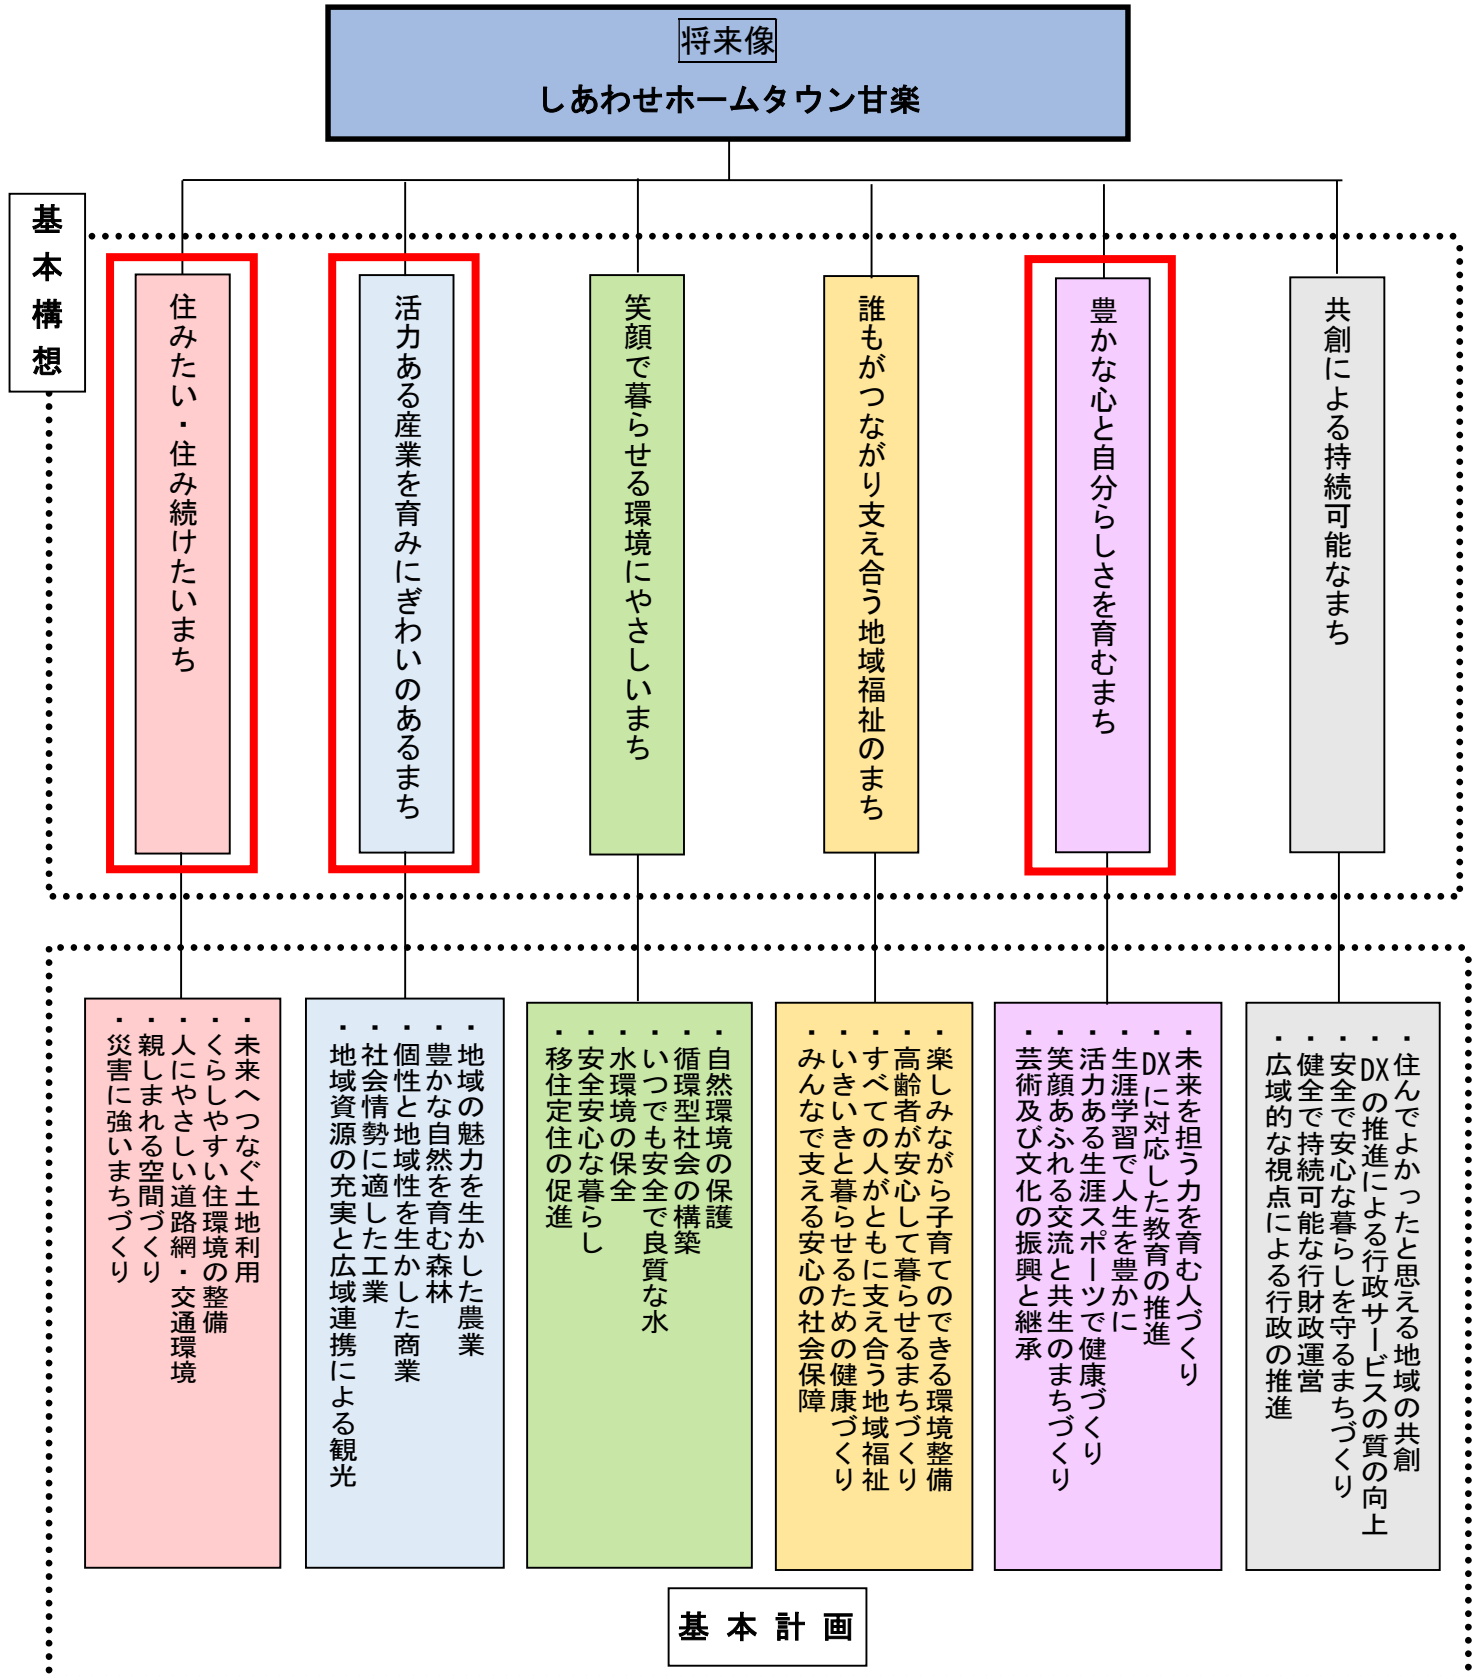 将来像
しあわせホームタウン甘楽
基本構想
住みたい・住み続けたいまち
活力ある産業を育みにぎわいのあるまち
笑顔で暮らせる環境にやさしいまち
誰もがつながり支え合う地域福祉のまち
豊かな心と自分らしさを育むまち
共創による持続可能なまち
・未来へつなぐ土地利用
・くらしやすい住環境の整備
・人にやさしい道路網・交通環境
・親しまれる空間づくり
・災害に強いまちづくり
・地域の魅力を生かした農業
・豊かな自然を育む森林
・個性と地域性を生かした商業
・社会情勢に適した工業
・地域資源の充実と広域連携による観光
・自然環境の保護
・循環型社会の構築
・いつでも安全で良質な水
・水環境の保全
・安全安心な暮らし
・移住定住の促進
・楽しみながら子育てのできる環境整備
・高齢者が安心して暮らせるまちづくり
・すべての人がともに支え合う地域福祉
・いきいきと暮らせるための健康づくり
・みんなで支える安心の社会保障
・未来を担う力を育む人づくり
・DXに対応した教育の推進
・生涯学習で人生を豊かに
・活力ある生涯スポーツで健康づくり
・笑顔あふれる交流と共生のまちづくり
・芸術及び文化の振興と継承
・住んでよかったと思える地域の共創
・DXの推進による行政サービスの質の向上
・安全で安心な暮らしを守るまちづくり
・健全で持続可能な行財政運営
・広域的な視点による行政の推進
基本計画